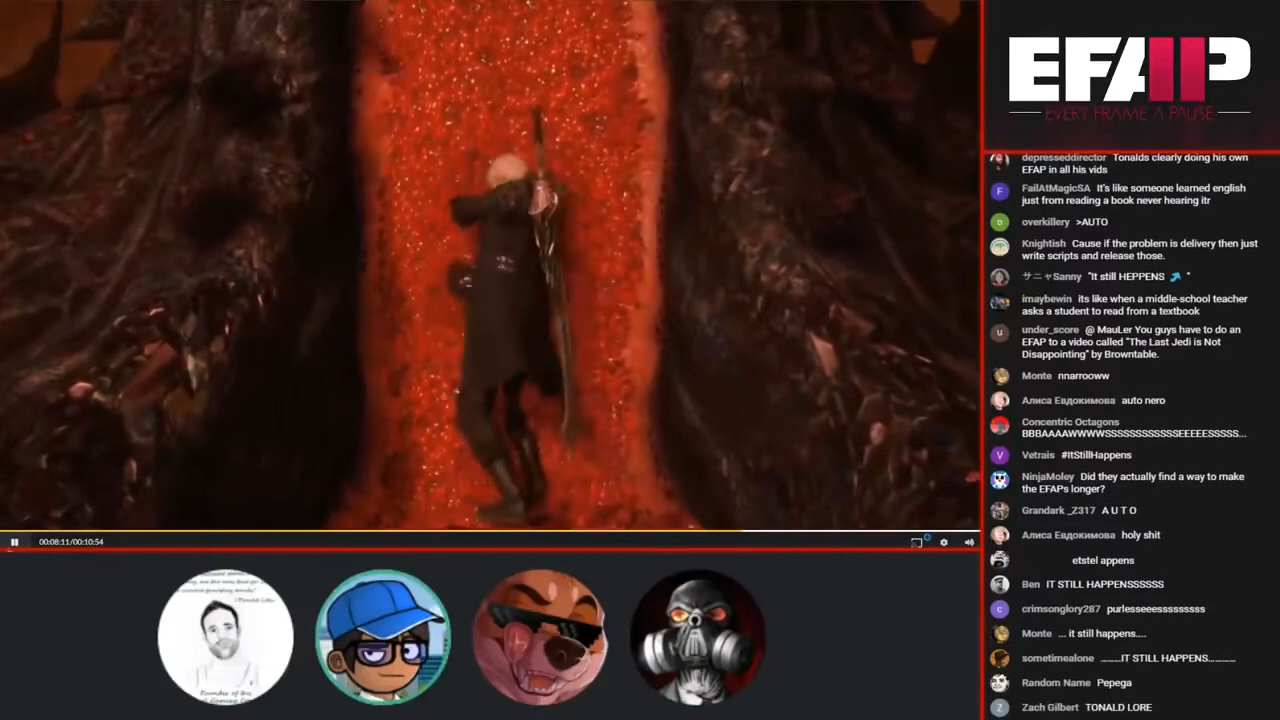 EFAP
EVERY FRAME A PAUSE
depresseddirector Tonalds clearly doing his own
EFAP in all his vids
F
FailAtMagicSA It's like someone learned english
just from reading a book never hearing itr
o
overkillery >AUTO
Knightish Cause if the problem is delivery then just
write scripts and release those.
サニャSanny "It still HEPPENS "
imaybewin its like when a middle-school teacher
asks a student to read from a textbook
u
under_score @ MauLer You guys have to do an
EFAP to a video called "The Last Jedi is Not
Disappointing" by Browntable.
Monte nnarrooww
Алиса Евдокимова auto nero
Concentric Octagons
BBBAAAAWWWWSSSSSSSSSSSSEEEEESSSSS...
V
Vetrais #ItStillHappens
NinjaMoley Did they actually find a way to make
the EFAPs longer?
Grandark _Z317 A U T O
Алиса Евдокимова holy shit
etstel appens
Ben IT STILL HAPPENSSSSSS
c
crimsonglory287 purlesseeesssssssss
Monte ... it still happens....
sometimealone ............IT STILL HAPPENS...............
Random Name Pepega
Z
Zach Gilbert TONALD LORE
00:08:11/00:10:54